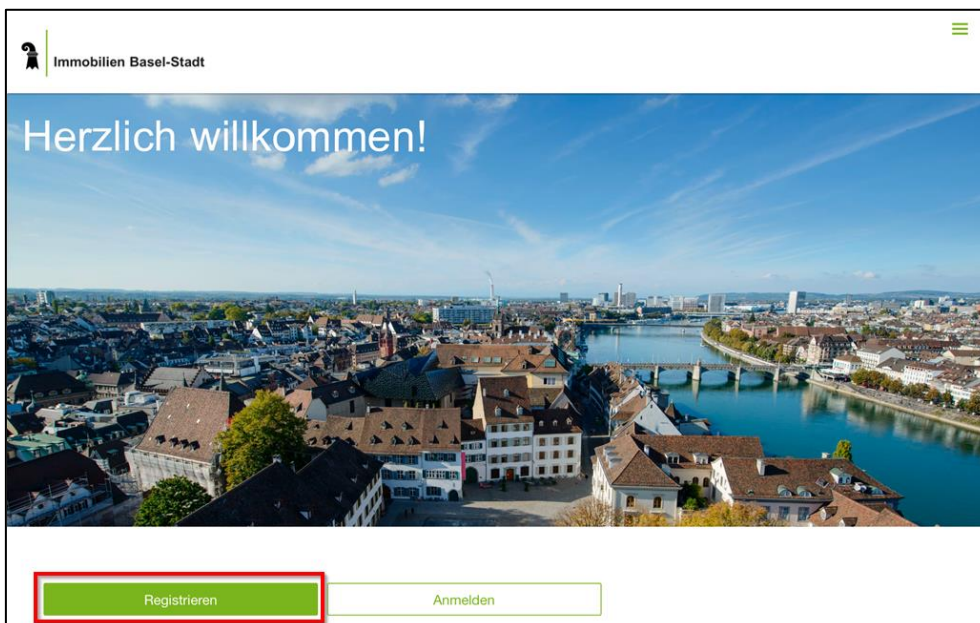 Immobilien Basel-Stadt
Herzlich willkommen!
Registrieren
Anmelden